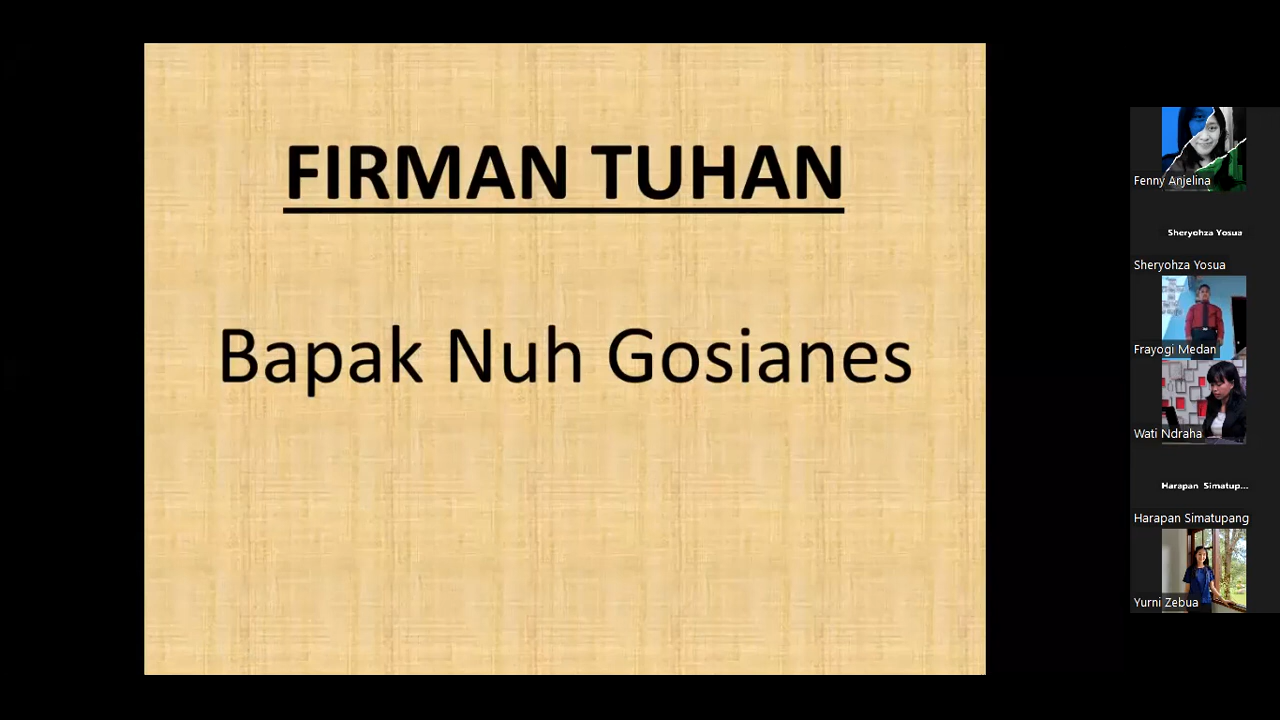 FIRMAN TUHAN
Bapak Nuh Gosianes
Fenny Anjelina
Sheryohza Yosua
Sheryohza Yosua
Frayogi Medan
Wati Ndraha
Harapan Simatup...
Harapan Simatupang
Yurni Zebua